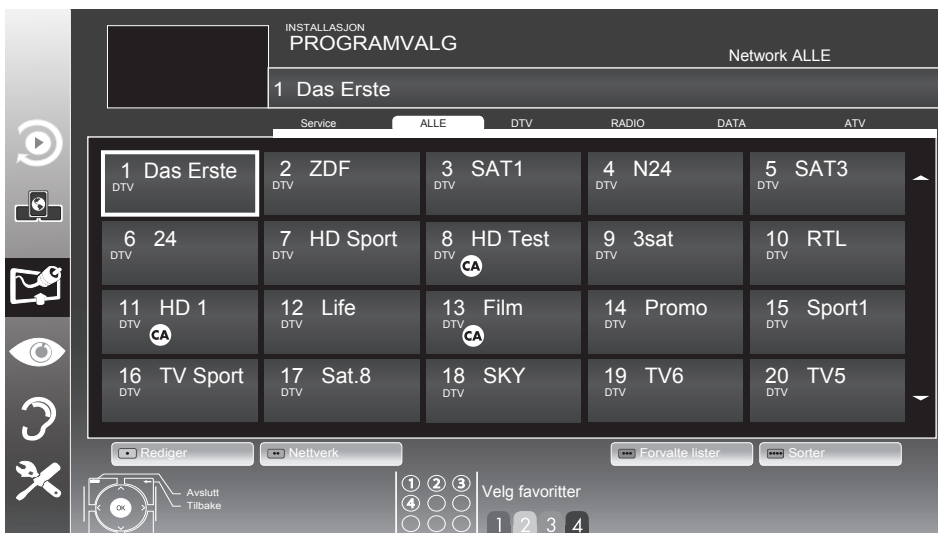 INSTALLASJON
PROGRAMVALG
Network ALLE
1 Das Erste
Service ALLE DTV RADIO DATA ATV
1 Das Erste 2 ZDF 3 SAT1 4 N24 5 SAT3
DTV DTV DTV DTV DTV
6 24 7 HD Sport 8 HD Test 9 3sat 10 RTL
DTV DTV DTV DTV DTV
CA
11 HD 1 12 Life 13 Film 14 Promo 15 Sport1
DTV DTV DTV DTV DTV
CA CA
16 TV Sport 17 Sat.8 18 SKY 19 TV6 20 TV5
DTV DTV DTV DTV DTV
Rediger Nettverk Forvalte lister Sorter
1 2 3
Avslutt
OK Tilbake
4
Velg favoritter
1 2 3 4